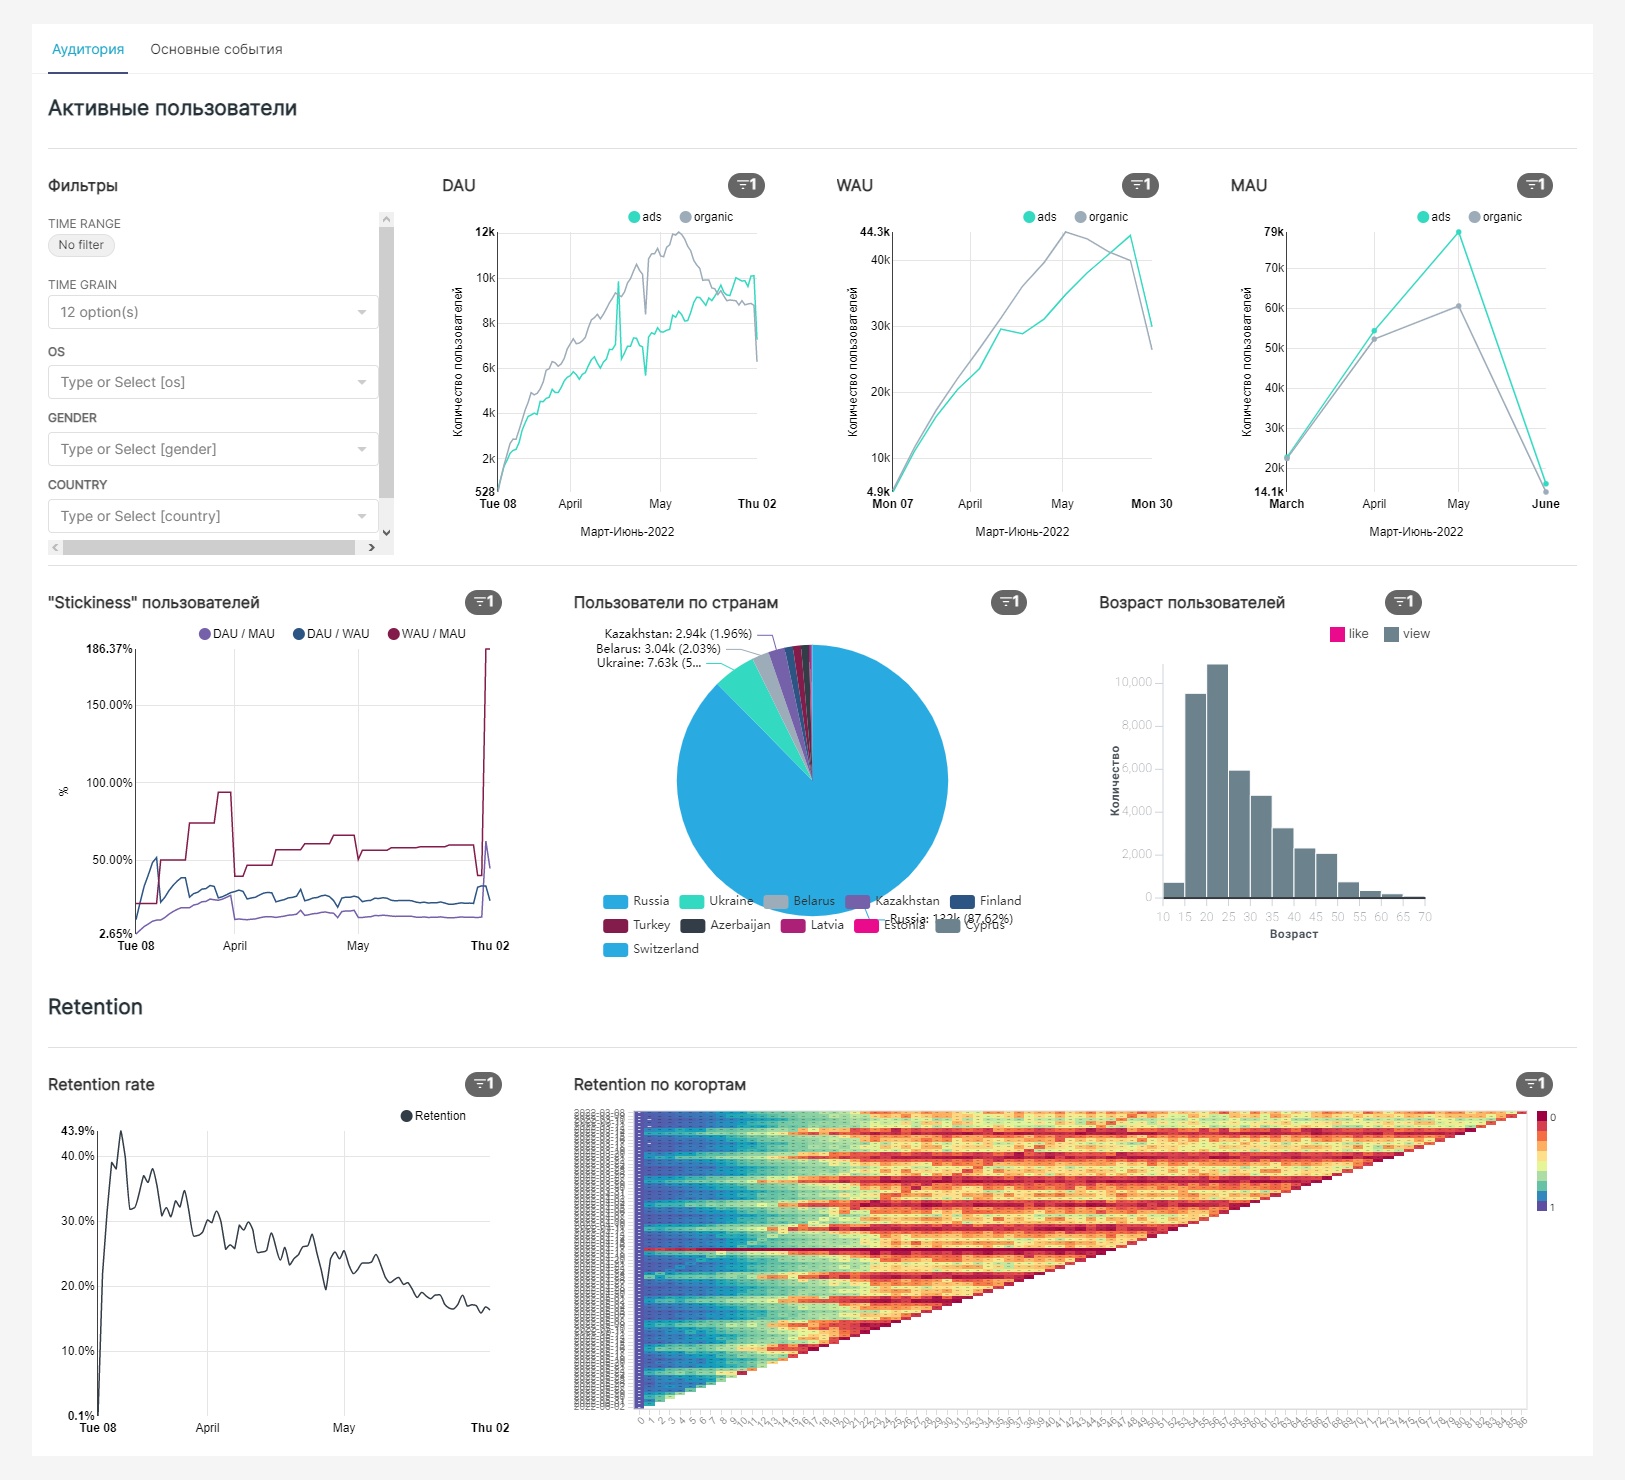 Аудитория
Основные события
Активные пользователи
Фильтры
TIME RANGE
No filter
TIME GRAIN
12 option(s)
OS
Type or Select [os]
GENDER
Type or Select [gender]
COUNTRY
Type or Select [country]
DAU
1
ads organic
12k
10k
8k
6k
4k
2k
528
Количество пользователей
Tue 08 April May Thu 02
Март-Июнь-2022
WAU
1
ads organic
44.3k
40k
30k
20k
10k
4.9k
Количество пользователей
Mon 07 April May Mon 30
Март-Июнь-2022
MAU
1
ads organic
79k
70k
60k
50k
40k
30k
20k
14.1k
Количество пользователей
March April May June
Март-Июнь-2022
"Stickiness" пользователей
1
DAU / MAU DAU / WAU WAU / MAU
186.37%
150.00%
100.00%
50.00%
2.65%
%
Tue 08 April May Thu 02
Пользователи по странам
1
Kazakhstan: 2.94k (1.96%)
Belarus: 3.04k (2.03%)
Ukraine: 7.63k (5...
Russia: 132k (87.62%)
Russia Ukraine Belarus Kazakhstan Finland
Turkey Azerbaijan Latvia Estonia Cyprus
Switzerland
Возраст пользователей
1
like view
10,000
8,000
6,000
4,000
2,000
0
Количество
10 15 20 25 30 35 40 45 50 55 60 65 70
Возраст
Retention
Retention rate
1
Retention
43.9%
40.0%
30.0%
20.0%
10.0%
0.1%
Tue 08 April May Thu 02
Retention по когортам
1
0
1
0 1 2 3 4 5 6 7 8 9 10 11 12 13 14 15 16 17 18 19 20 21 22 23 24 25 26 27 28 29 30 31 32 33 34 35 36 37 38 39 40 41 42 43 44 45 46 47 48 49 50 51 52 53 54 55 56 57 58 59 60 61 62 63 64 65 66 67 68 69 70 71 72 73 74 75 76 77 78 79 80 81 82 83 84 85 86